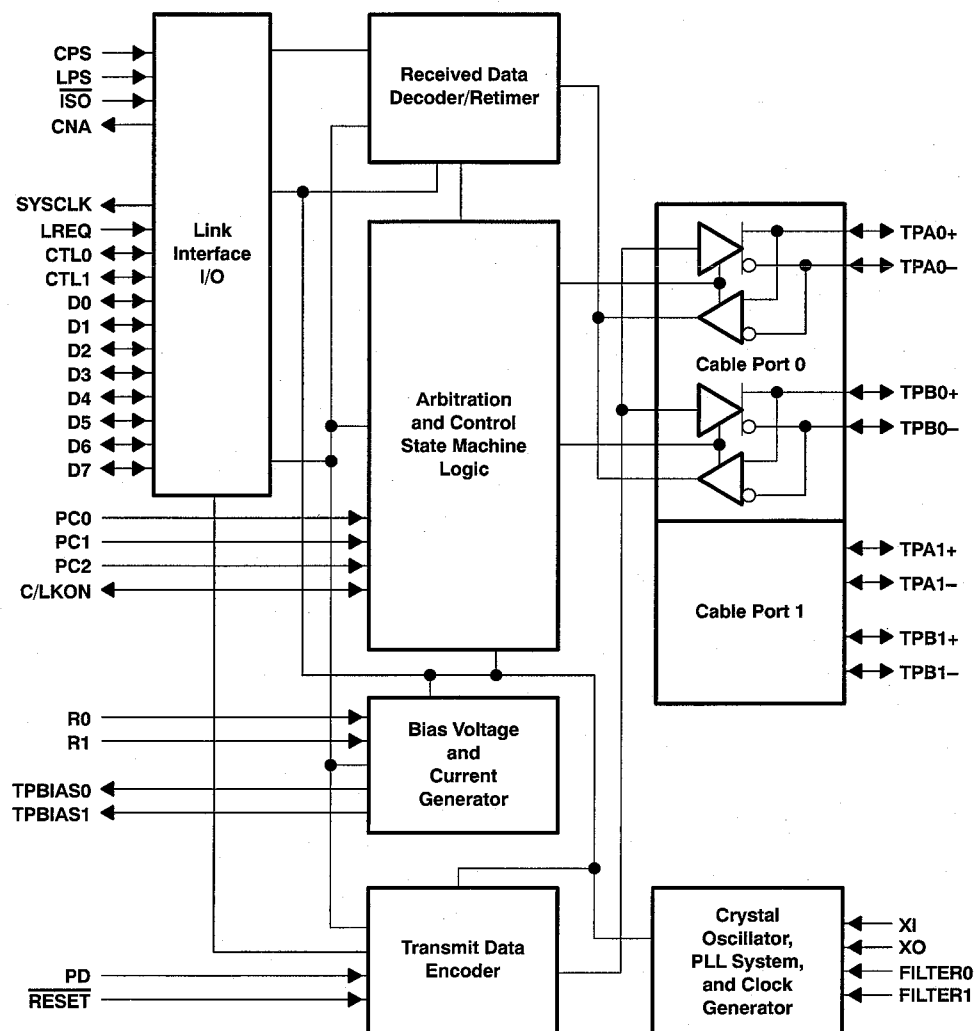 CPS
LPS
ISO
CNA
SYSCLK
LREQ
CTL0
CTL1
D0
D1
D2
D3
D4
D5
D6
D7
PC0
PC1
PC2
C/LKON
R0
R1
TPBIAS0
TPBIAS1
PD
RESET
Link
Interface
I/O
Received Data
Decoder/Retimer
Arbitration
and Control
State Machine
Logic
Bias Voltage
and
Current
Generator
Transmit Data
Encoder
Cable Port 0
Cable Port 1
Crystal
Oscillator,
PLL System,
and Clock
Generator
TPA0+
TPA0–
TPB0+
TPB0–
TPA1+
TPA1–
TPB1+
TPB1–
XI
XO
FILTER0
FILTER1